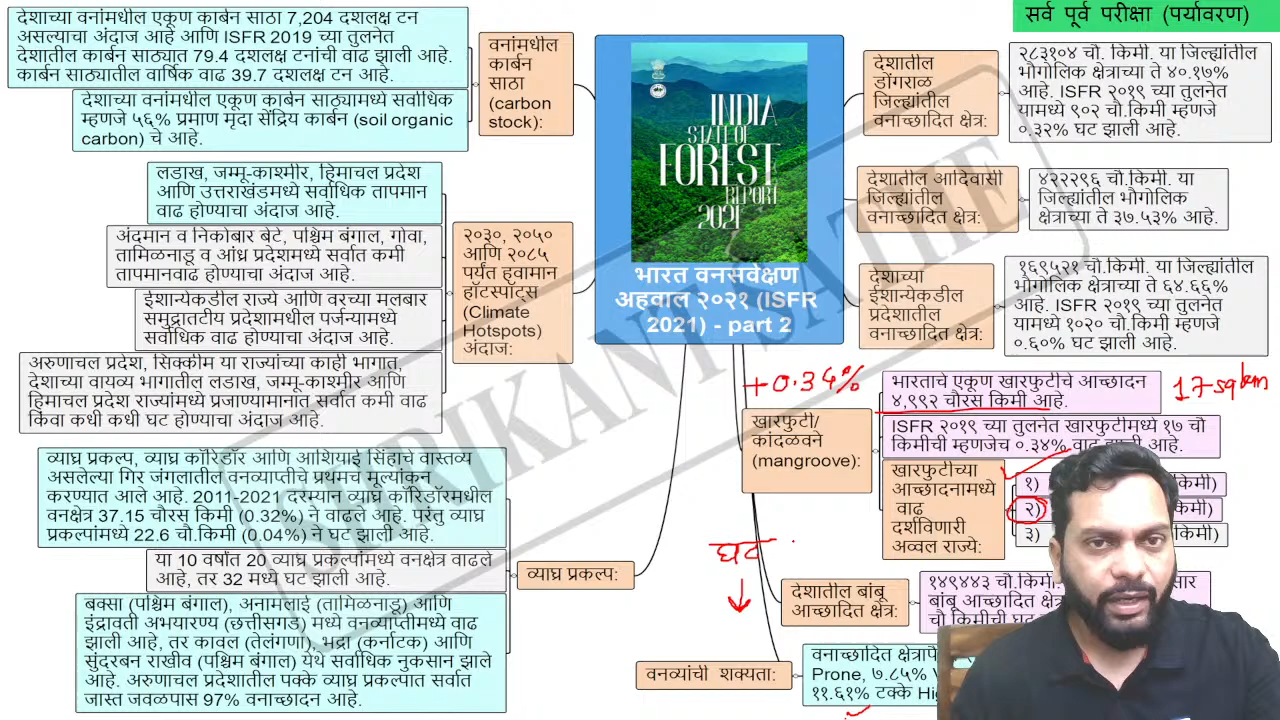 सर्व पूर्व परीक्षा (पर्यावरण)
देशाच्या वनांमधील एकूण कार्बन साठा 7,204 दशलक्ष टन
असल्याचा अंदाज आहे आणि ISFR 2019 च्या तुलनेत
देशातील कार्बन साठ्यात 79.4 दशलक्ष टनांची वाढ झाली आहे.
कार्बन साठ्यातील वार्षिक वाढ 39.7 दशलक्ष टन आहे.
देशाच्या वनांमधील एकूण कार्बन साठ्यामध्ये सर्वाधिक
म्हणजे ५६% प्रमाण मृदा सेंद्रिय कार्बन (soil organic
carbon) चे आहे.
वनांमधील
कार्बन
साठा
(carbon
stock):
लडाख, जम्मू-काश्मीर, हिमाचल प्रदेश
आणि उत्तराखंडमध्ये सर्वाधिक तापमान
वाढ होण्याचा अंदाज आहे.
अंदमान व निकोबार बेटे, पश्चिम बंगाल, गोवा,
तामिळनाडू व आंध्र प्रदेशमध्ये सर्वात कमी
तापमानवाढ होण्याचा अंदाज आहे.
ईशान्येकडील राज्ये आणि वरच्या मलबार
समुद्रातटीय प्रदेशामधील पर्जन्यामध्ये
सर्वाधिक वाढ होण्याचा अंदाज आहे.
अरुणाचल प्रदेश, सिक्कीम या राज्यांच्या काही भागात,
देशाच्या वायव्य भागातील लडाख, जम्मू-काश्मीर आणि
हिमाचल प्रदेश राज्यांमध्ये प्रजाण्यामानात सर्वात कमी वाढ
किंवा कधी कधी घट होण्याचा अंदाज आहे.
२०३०, २०५०
आणि २०८५
पर्यंत हवामान
हॉटस्पॉट्स
(Climate
Hotspots)
अंदाज:
व्याघ्र प्रकल्प, व्याघ्र कॉरिडॉर आणि आशियाई सिंहाचे वास्तव्य
असलेल्या गिर जंगलातील वनव्याप्तीचे प्रथमच मूल्यांकन
करण्यात आले आहे. 2011-2021 दरम्यान व्याघ्र कॉरिडॉरमधील
वनक्षेत्र 37.15 चौरस किमी (0.32%) ने वाढले आहे. परंतु व्याघ्र
प्रकल्पांमध्ये 22.6 चौ.किमी (0.04%) ने घट झाली आहे.
या 10 वर्षात 20 व्याघ्र प्रकल्पामध्ये वनक्षेत्र वाढले
आहे, तर 32 मध्ये घट झाली आहे.
बक्सा (पश्चिम बंगाल), अनामलाई (तामिळनाडू) आणि
इंद्रावती अभयारण्य (छत्तीसगड) मध्ये वनव्याप्तीमध्ये वाढ
झाली आहे, तर कावल (तेलंगणा), भद्रा (कर्नाटक) आणि
सुंदरबन राखीव (पश्चिम बंगाल) येथे सर्वाधिक नुकसान झाले
आहे. अरुणाचल प्रदेशातील पक्के व्याघ्र प्रकल्पात सर्वात
जास्त जवळपास 97% वनाच्छादन आहे.
व्याघ्र प्रकल्प:
INDIA
STATE OF
FOREST
REPORT
2021
भारत वनसर्वेक्षण
अहवाल २०२१ (ISFR
2021) - part 2
देशातील
डोंगराळ
जिल्ह्यांतील
वनाच्छादित क्षेत्र:
२८३१०४ चौ. किमी. या जिल्ह्यांतील
भौगोलिक क्षेत्राच्या ते ४०.१७%
आहे. ISFR २०१९ च्या तुलनेत
यामध्ये ९०२ चौ.किमी म्हणजे
०.३२% घट झाली आहे.
देशातील आदिवासी
जिल्ह्यांतील
वनाच्छादित क्षेत्र:
४२२२९६ चौ.किमी. या
जिल्ह्यांतील भौगोलिक
क्षेत्राच्या ते ३७.५३% आहे.
देशाच्या
ईशान्येकडील
प्रदेशातील
वनाच्छादित क्षेत्र:
१६९५२१ चौ.किमी. या जिल्ह्यांतील
भौगोलिक क्षेत्राच्या ते ६४.६६%
आहे. ISFR २०१९ च्या तुलनेत
यामध्ये १०२० चौ.किमी म्हणजे
०.६०% घट झाली आहे.
+0.34%
17 sq km
खारफुटी/
कांदळवने
(mangroove):
भारताचे एकूण खारफुटीचे आच्छादन
४,९९२ चौरस किमी आहे.
ISFR २०१९ च्या तुलनेत खारफुटीमध्ये १७ चौ
किमीची म्हणजेच ०.३४% वाढ झाली आहे.
खारफुटीच्या
आच्छादनामध्ये
वाढ
दर्शविणारी
अव्वल राज्ये:
१) किमी)
२) किमी)
३) किमी)
घट
देशातील बांबू
आच्छादित क्षेत्र:
१४९४४३ चौ.किमी. सार
बांबू आच्छादित क्षेत्र
चौ किमीची घट
वनव्यांची शक्यता:
वनाच्छादित क्षेत्रापै
Prone, ७.८५%
११.६१% टक्के
SHRIKANT SATHE